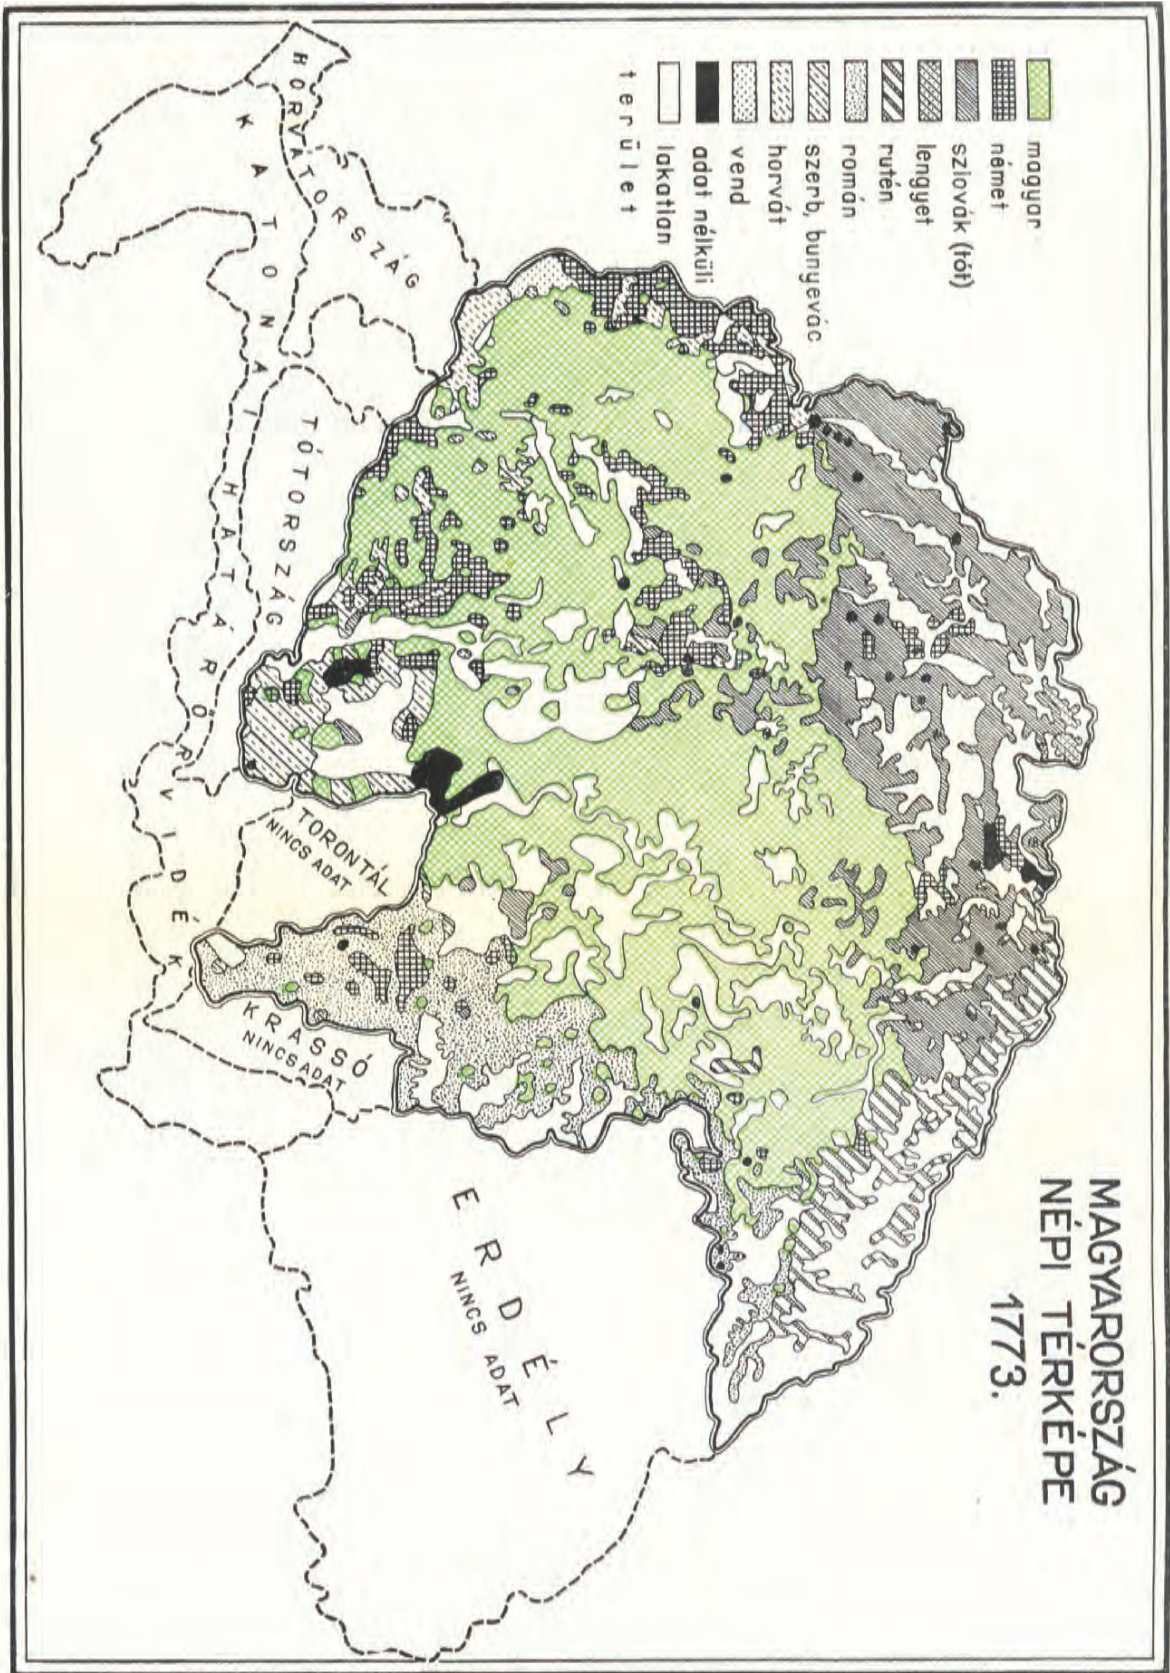 MAGYARORSZÁG
NÉPI TÉRKÉPE
1773.
magyar
német
szlovák (tót)
lengyet
rutén
román
szerb, bunyevác
horvát
vend
adat nélküli
lakatlan
terület
HORVÁTORSZÁG
KATONAI HATÁRŐRVIDÉK
TÓTORSZÁG
TORONTÁL
NINCS ADAT
KRASSÓ
NINCS ADAT
ERDÉLY
NINCS ADAT